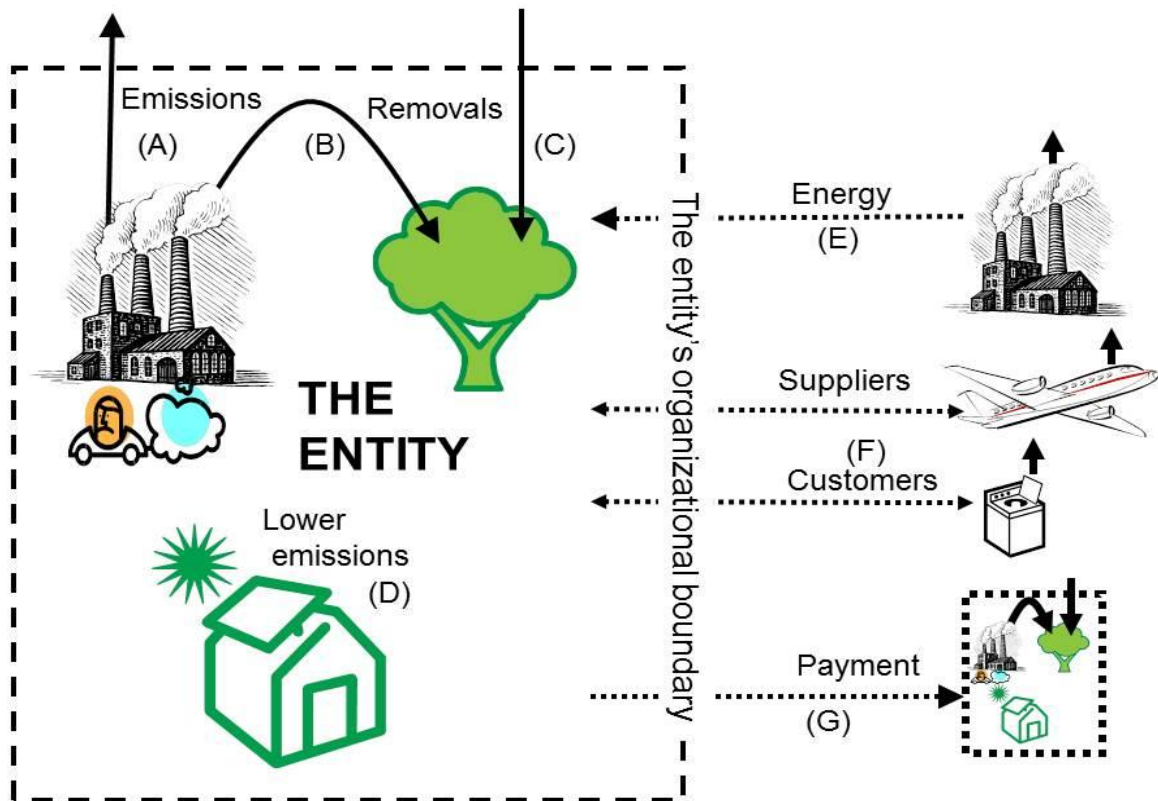 Emissions
(A)
(B)
Removals
(C)
THE
ENTITY
Lower
emissions
(D)
The entity’s organizational boundary
Energy
(E)
Suppliers
(F)
Customers
Payment
(G)